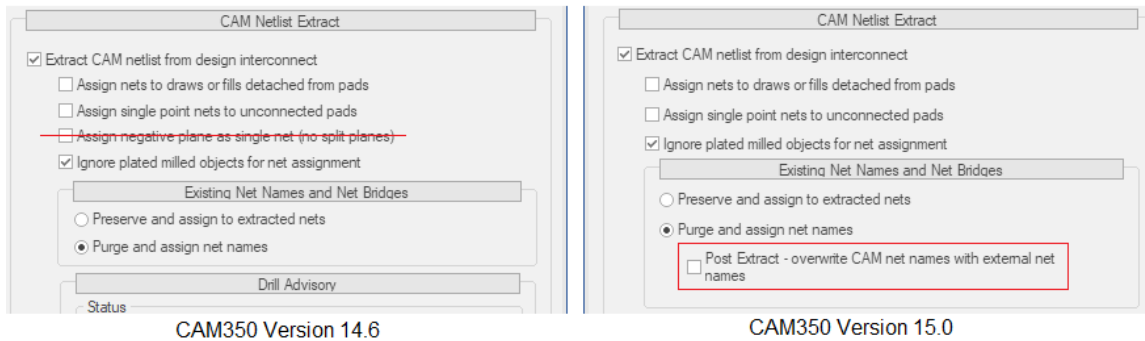 CAM Netlist Extract
Extract CAM netlist from design interconnect
Assign nets to draws or fills detached from pads
Assign single point nets to unconnected pads
Assign negative plane as single net (no split planes)
Ignore plated milled objects for net assignment
Existing Net Names and Net Bridges
Preserve and assign to extracted nets
Purge and assign net names
Drill Advisory
Status
CAM350 Version 14.6
CAM Netlist Extract
Extract CAM netlist from design interconnect
Assign nets to draws or fills detached from pads
Assign single point nets to unconnected pads
Ignore plated milled objects for net assignment
Existing Net Names and Net Bridges
Preserve and assign to extracted nets
Purge and assign net names
Post Extract - overwrite CAM net names with external net
names
CAM350 Version 15.0